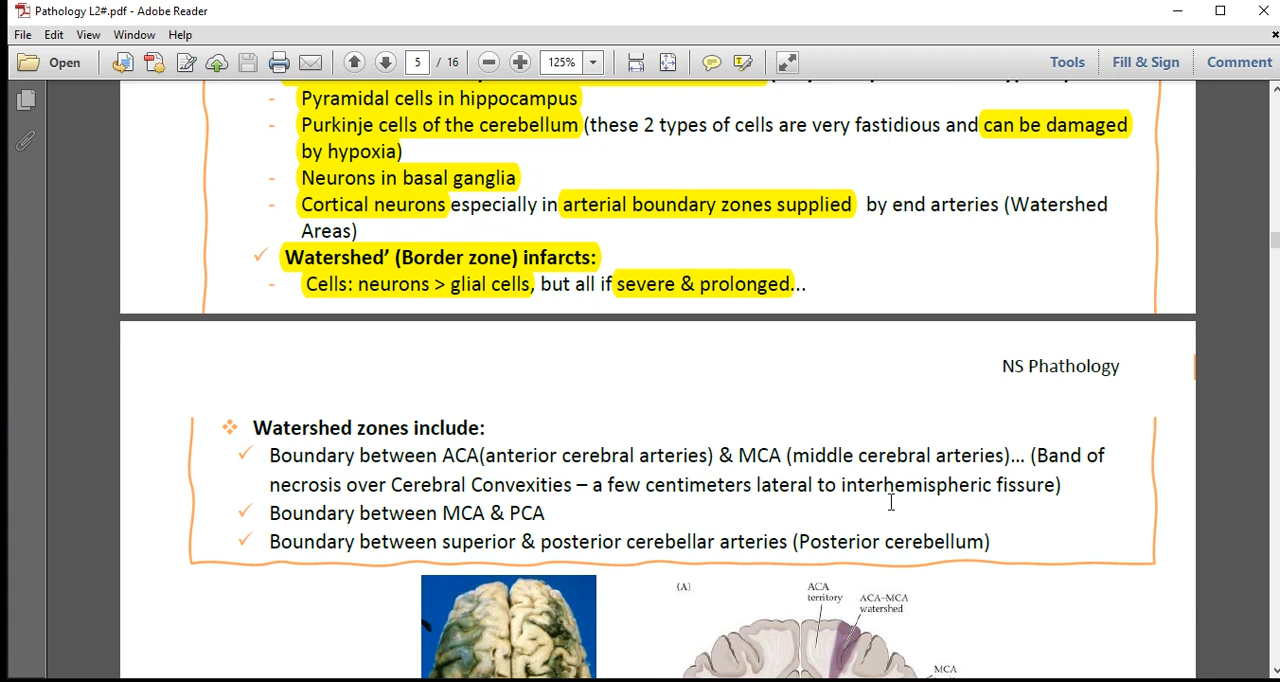 Pathology L2#.pdf - Adobe Reader
File Edit View Window Help
Open 5 / 16 125% Tools Fill & Sign Comment
- Pyramidal cells in hippocampus
- Purkinje cells of the cerebellum (these 2 types of cells are very fastidious and can be damaged
by hypoxia)
- Neurons in basal ganglia
- Cortical neurons especially in arterial boundary zones supplied by end arteries (Watershed
Areas)
✓ Watershed’ (Border zone) infarcts:
- Cells: neurons > glial cells, but all if severe & prolonged...
NS Phathology
❖ Watershed zones include:
✓ Boundary between ACA(anterior cerebral arteries) & MCA (middle cerebral arteries)... (Band of
necrosis over Cerebral Convexities – a few centimeters lateral to interhemispheric fissure)
✓ Boundary between MCA & PCA
✓ Boundary between superior & posterior cerebellar arteries (Posterior cerebellum)
(A)
ACA
territory
ACA–MCA
watershed
MCA